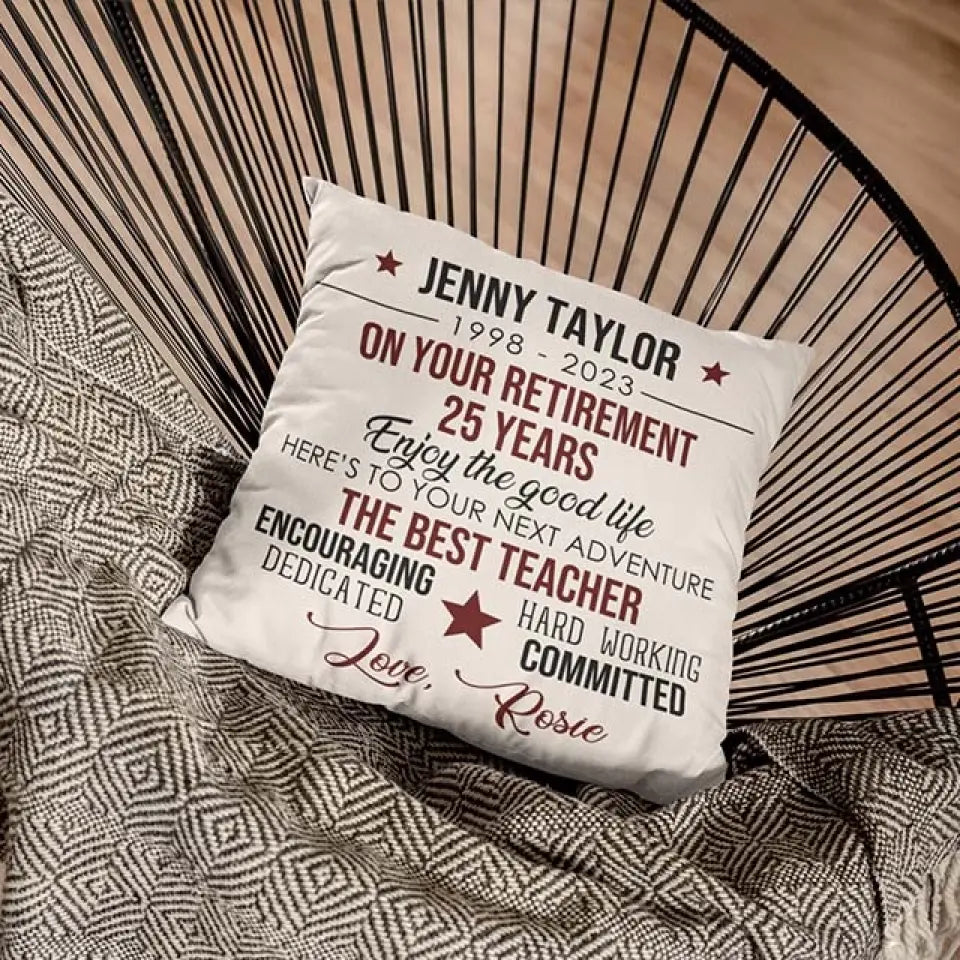 JENNY TAYLOR
1998 - 2023
ON YOUR RETIREMENT
25 YEARS
Enjoy the good life
HERE'S TO YOUR NEXT ADVENTURE
THE BEST TEACHER
ENCOURAGING
DEDICATED
HARD WORKING
COMMITTED
Love, Rosie